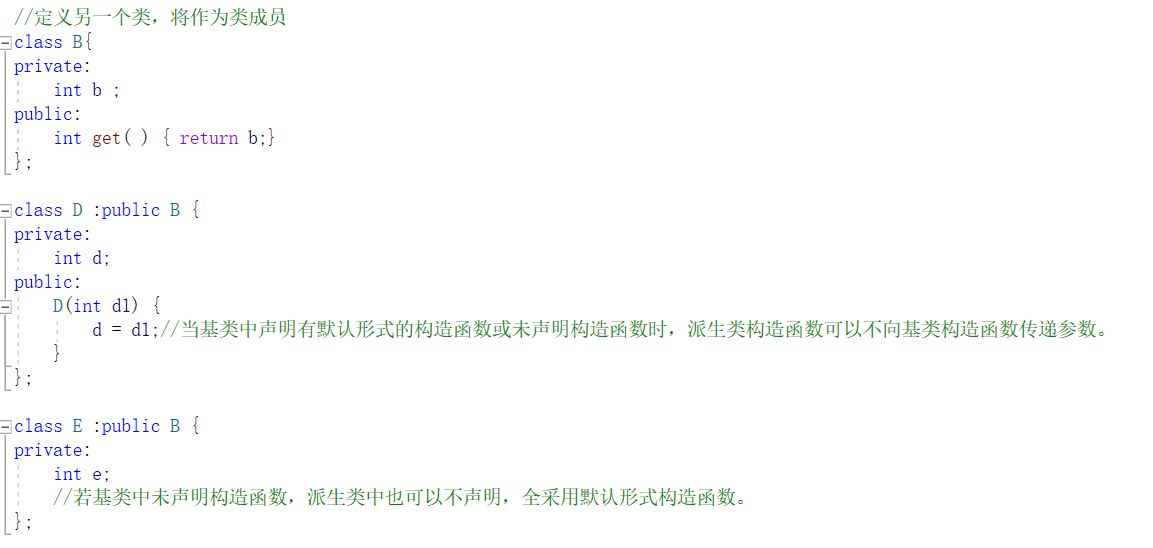 //定义另一个类，将作为类成员
class B{
private:
    int b ;
public:
    int get( ) { return b;}
};

class D :public B {
private:
    int d;
public:
    D(int d1) {
        d = d1;//当基类中声明有默认形式的构造函数或未声明构造函数时，派生类构造函数可以不向基类构造函数传递参数。
    }
};

class E :public B {
private:
    int e;
    //若基类中未声明构造函数，派生类中也可以不声明，全采用默认形式构造函数。
};